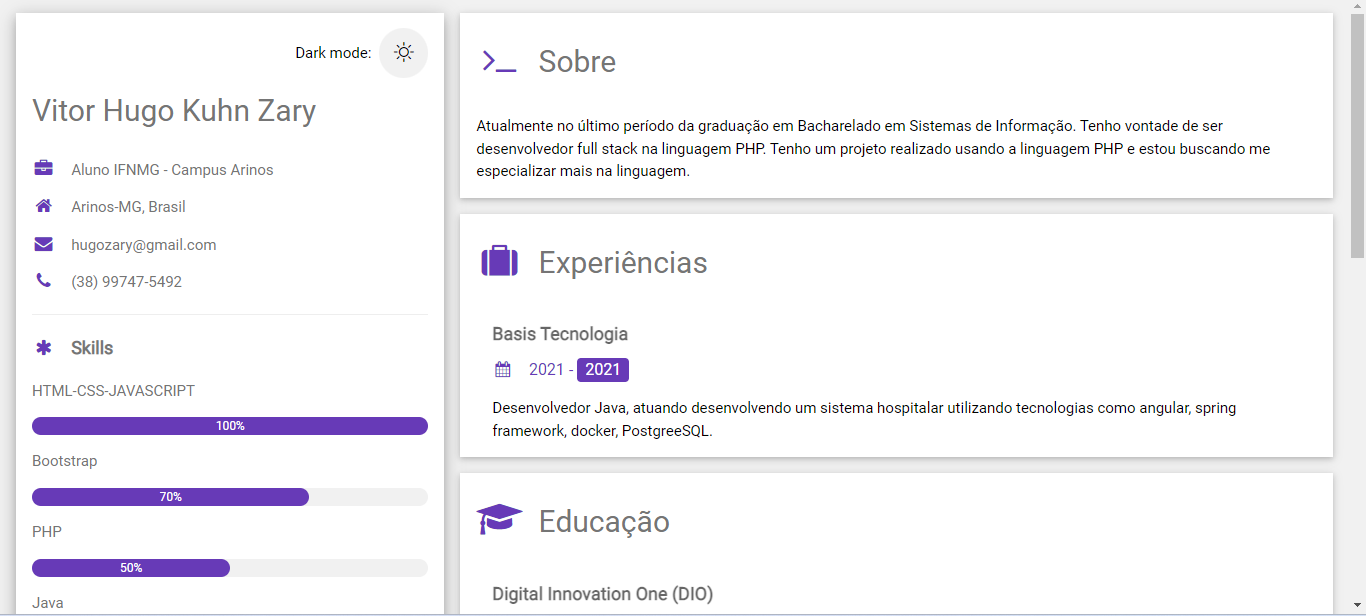 Dark mode:
Vitor Hugo Kuhn Zary
Aluno IFNMG - Campus Arinos
Arinos-MG, Brasil
hugozary@gmail.com
(38) 99747-5492
Skills
HTML-CSS-JAVASCRIPT
100%
Bootstrap
70%
PHP
50%
Java
Sobre
Atualmente no último período da graduação em Bacharelado em Sistemas de Informação. Tenho vontade de ser
desenvolvedor full stack na linguagem PHP. Tenho um projeto realizado usando a linguagem PHP e estou buscando me
especializar mais na linguagem.
Experiências
Basis Tecnologia
2021 - 2021
Desenvolvedor Java, atuando desenvolvendo um sistema hospitalar utilizando tecnologias como angular, spring
framework, docker, PostgreeSQL.
Educação
Digital Innovation One (DIO)